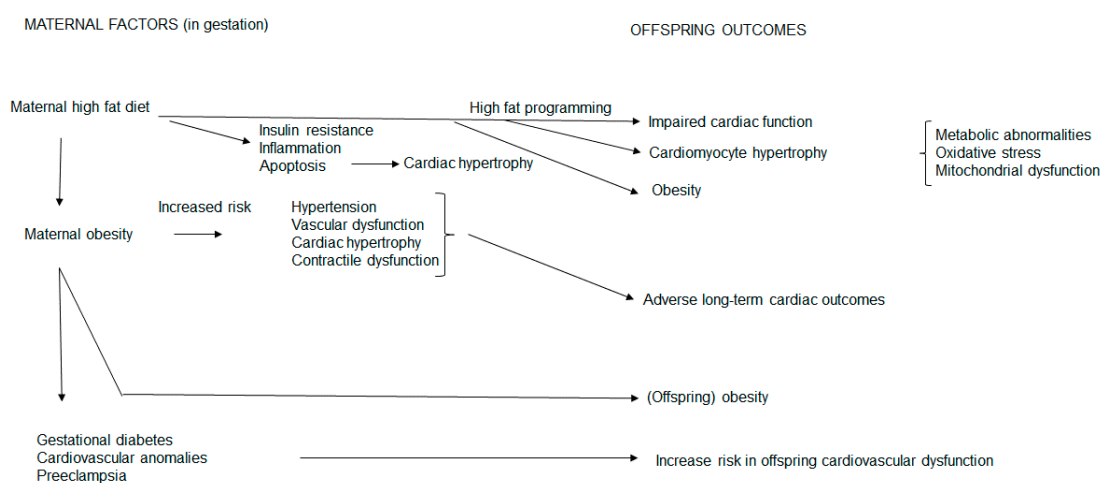 MATERNAL FACTORS (in gestation)
OFFSPRING OUTCOMES
Maternal high fat diet
High fat programming
Impaired cardiac function
Insulin resistance
Inflammation
Apoptosis
Cardiac hypertrophy
Cardiomyocyte hypertrophy
Obesity
Metabolic abnormalities
Oxidative stress
Mitochondrial dysfunction
Maternal obesity
Increased risk
Hypertension
Vascular dysfunction
Cardiac hypertrophy
Contractile dysfunction
Adverse long-term cardiac outcomes
(Offspring) obesity
Gestational diabetes
Cardiovascular anomalies
Preeclampsia
Increase risk in offspring cardiovascular dysfunction